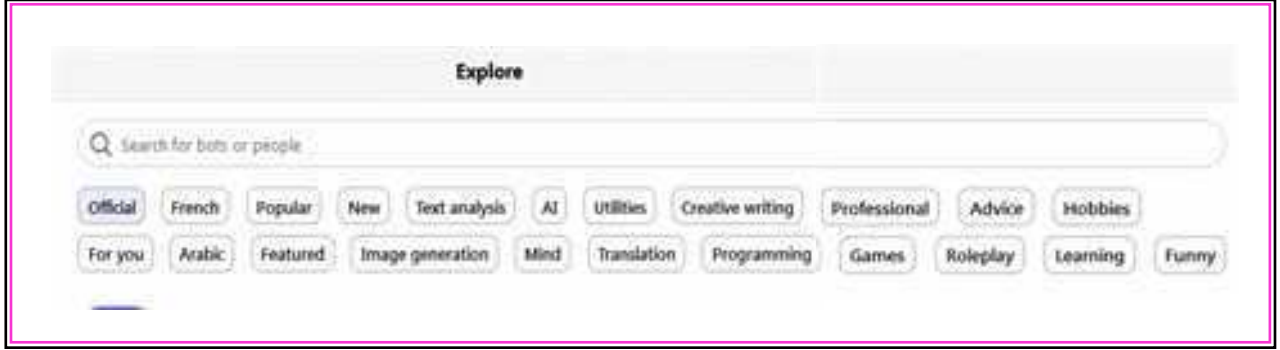 Explore
Search for bots or people
Official French Popular New Text analysis AI Utilities Creative writing Professional Advice Hobbies
For you Arabic Featured Image generation Mind Translation Programming Games Roleplay Learning Funny